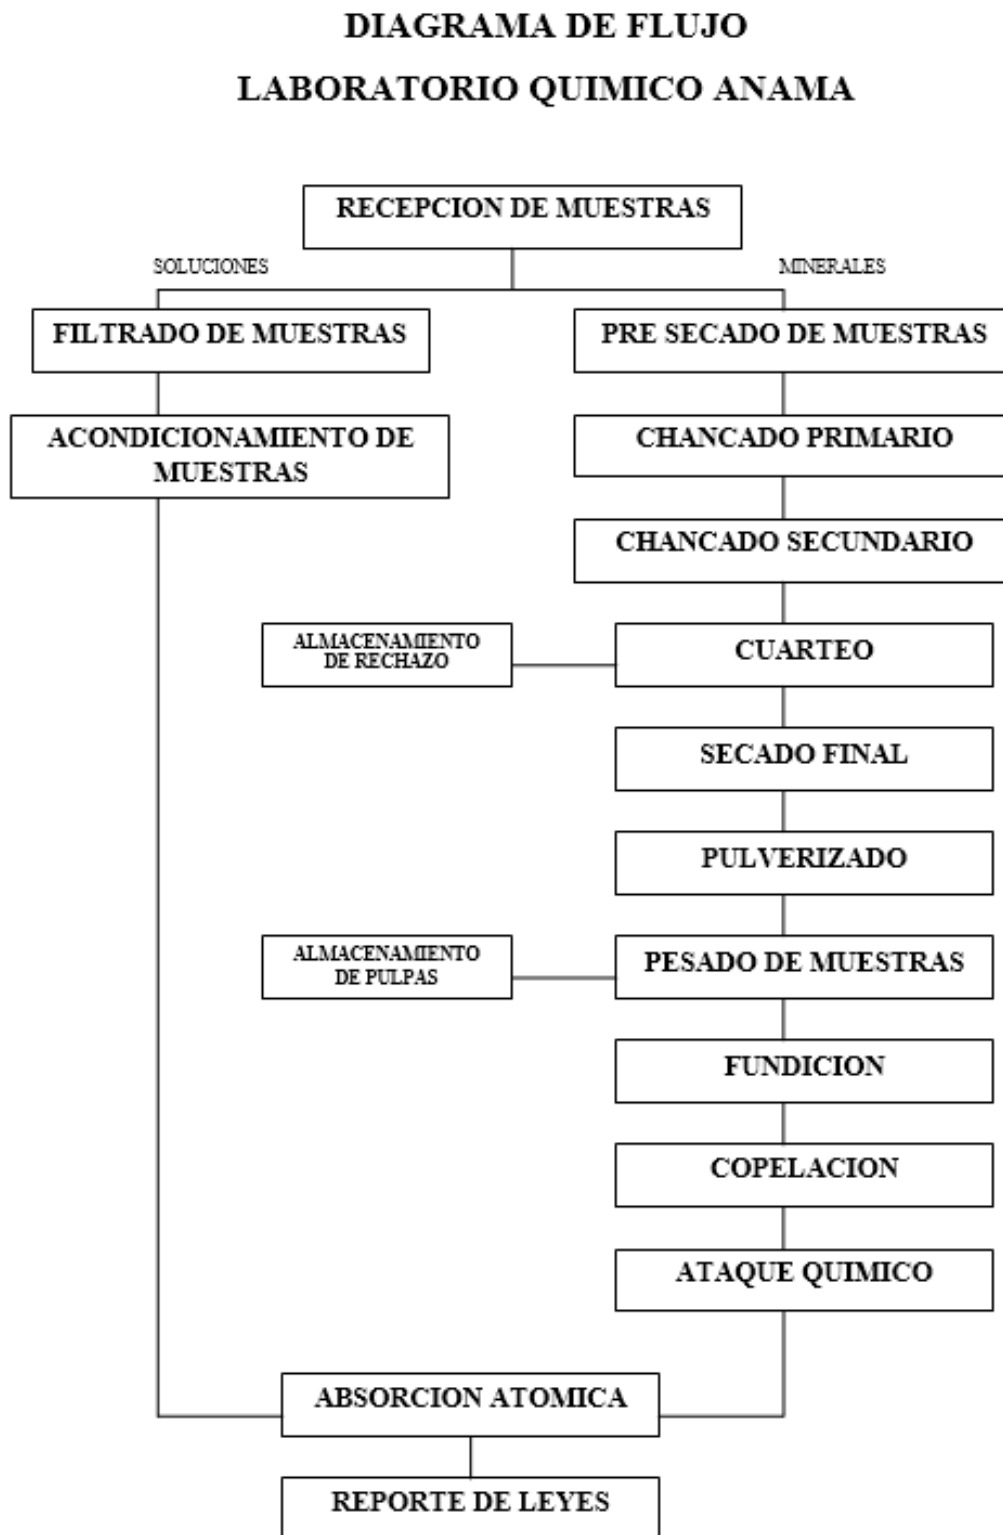 DIAGRAMA DE FLUJO
LABORATORIO QUIMICO ANAMA
RECEPCION DE MUESTRAS
SOLUCIONES
MINERALES
FILTRADO DE MUESTRAS
PRE SECADO DE MUESTRAS
ACONDICIONAMIENTO DE
MUESTRAS
CHANCADO PRIMARIO
CHANCADO SECUNDARIO
ALMACENAMIENTO
DE RECHAZO
CUARTEO
SECADO FINAL
PULVERIZADO
ALMACENAMIENTO
DE PULPAS
PESADO DE MUESTRAS
FUNDICION
COPELACION
ATAQUE QUIMICO
ABSORCION ATOMICA
REPORTE DE LEYES